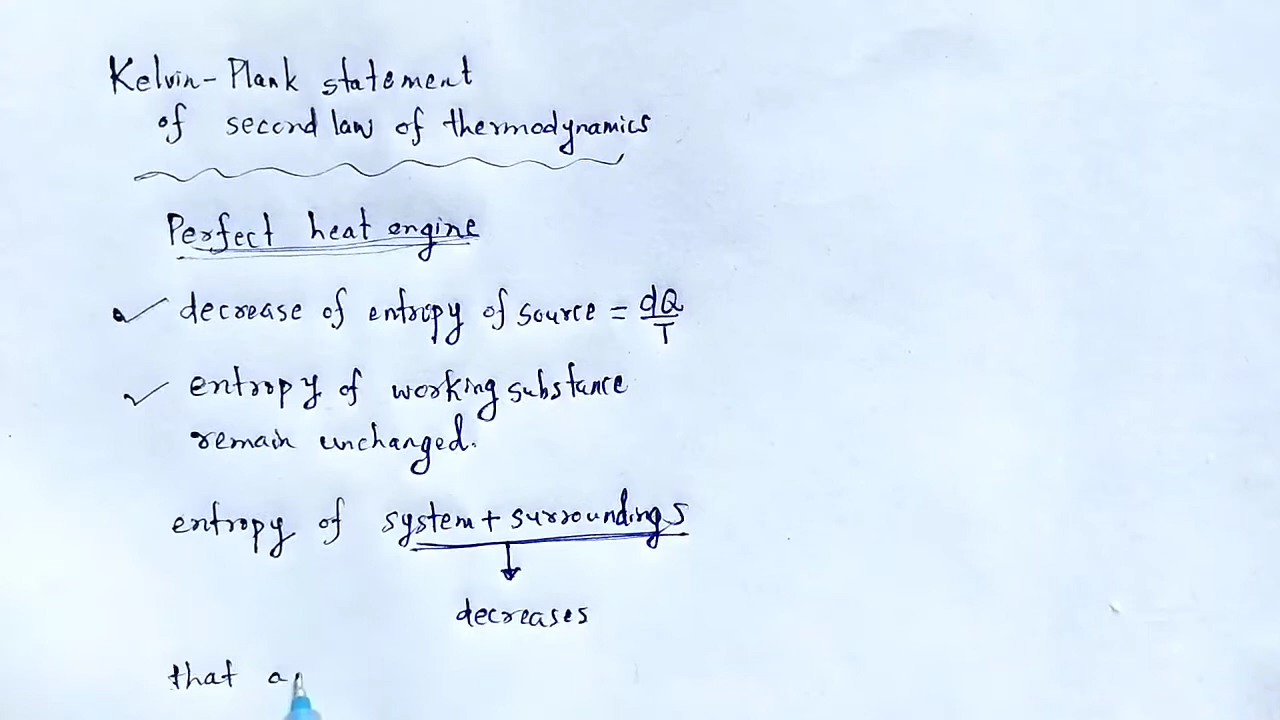 Kelvin-Plank statement
of second law of thermodynamics
Perfect heat engine
✓ decrease of entropy of source = dQ/T
✓ entropy of working substance
remain unchanged.
entropy of system + surroundings
↓
decreases
that a